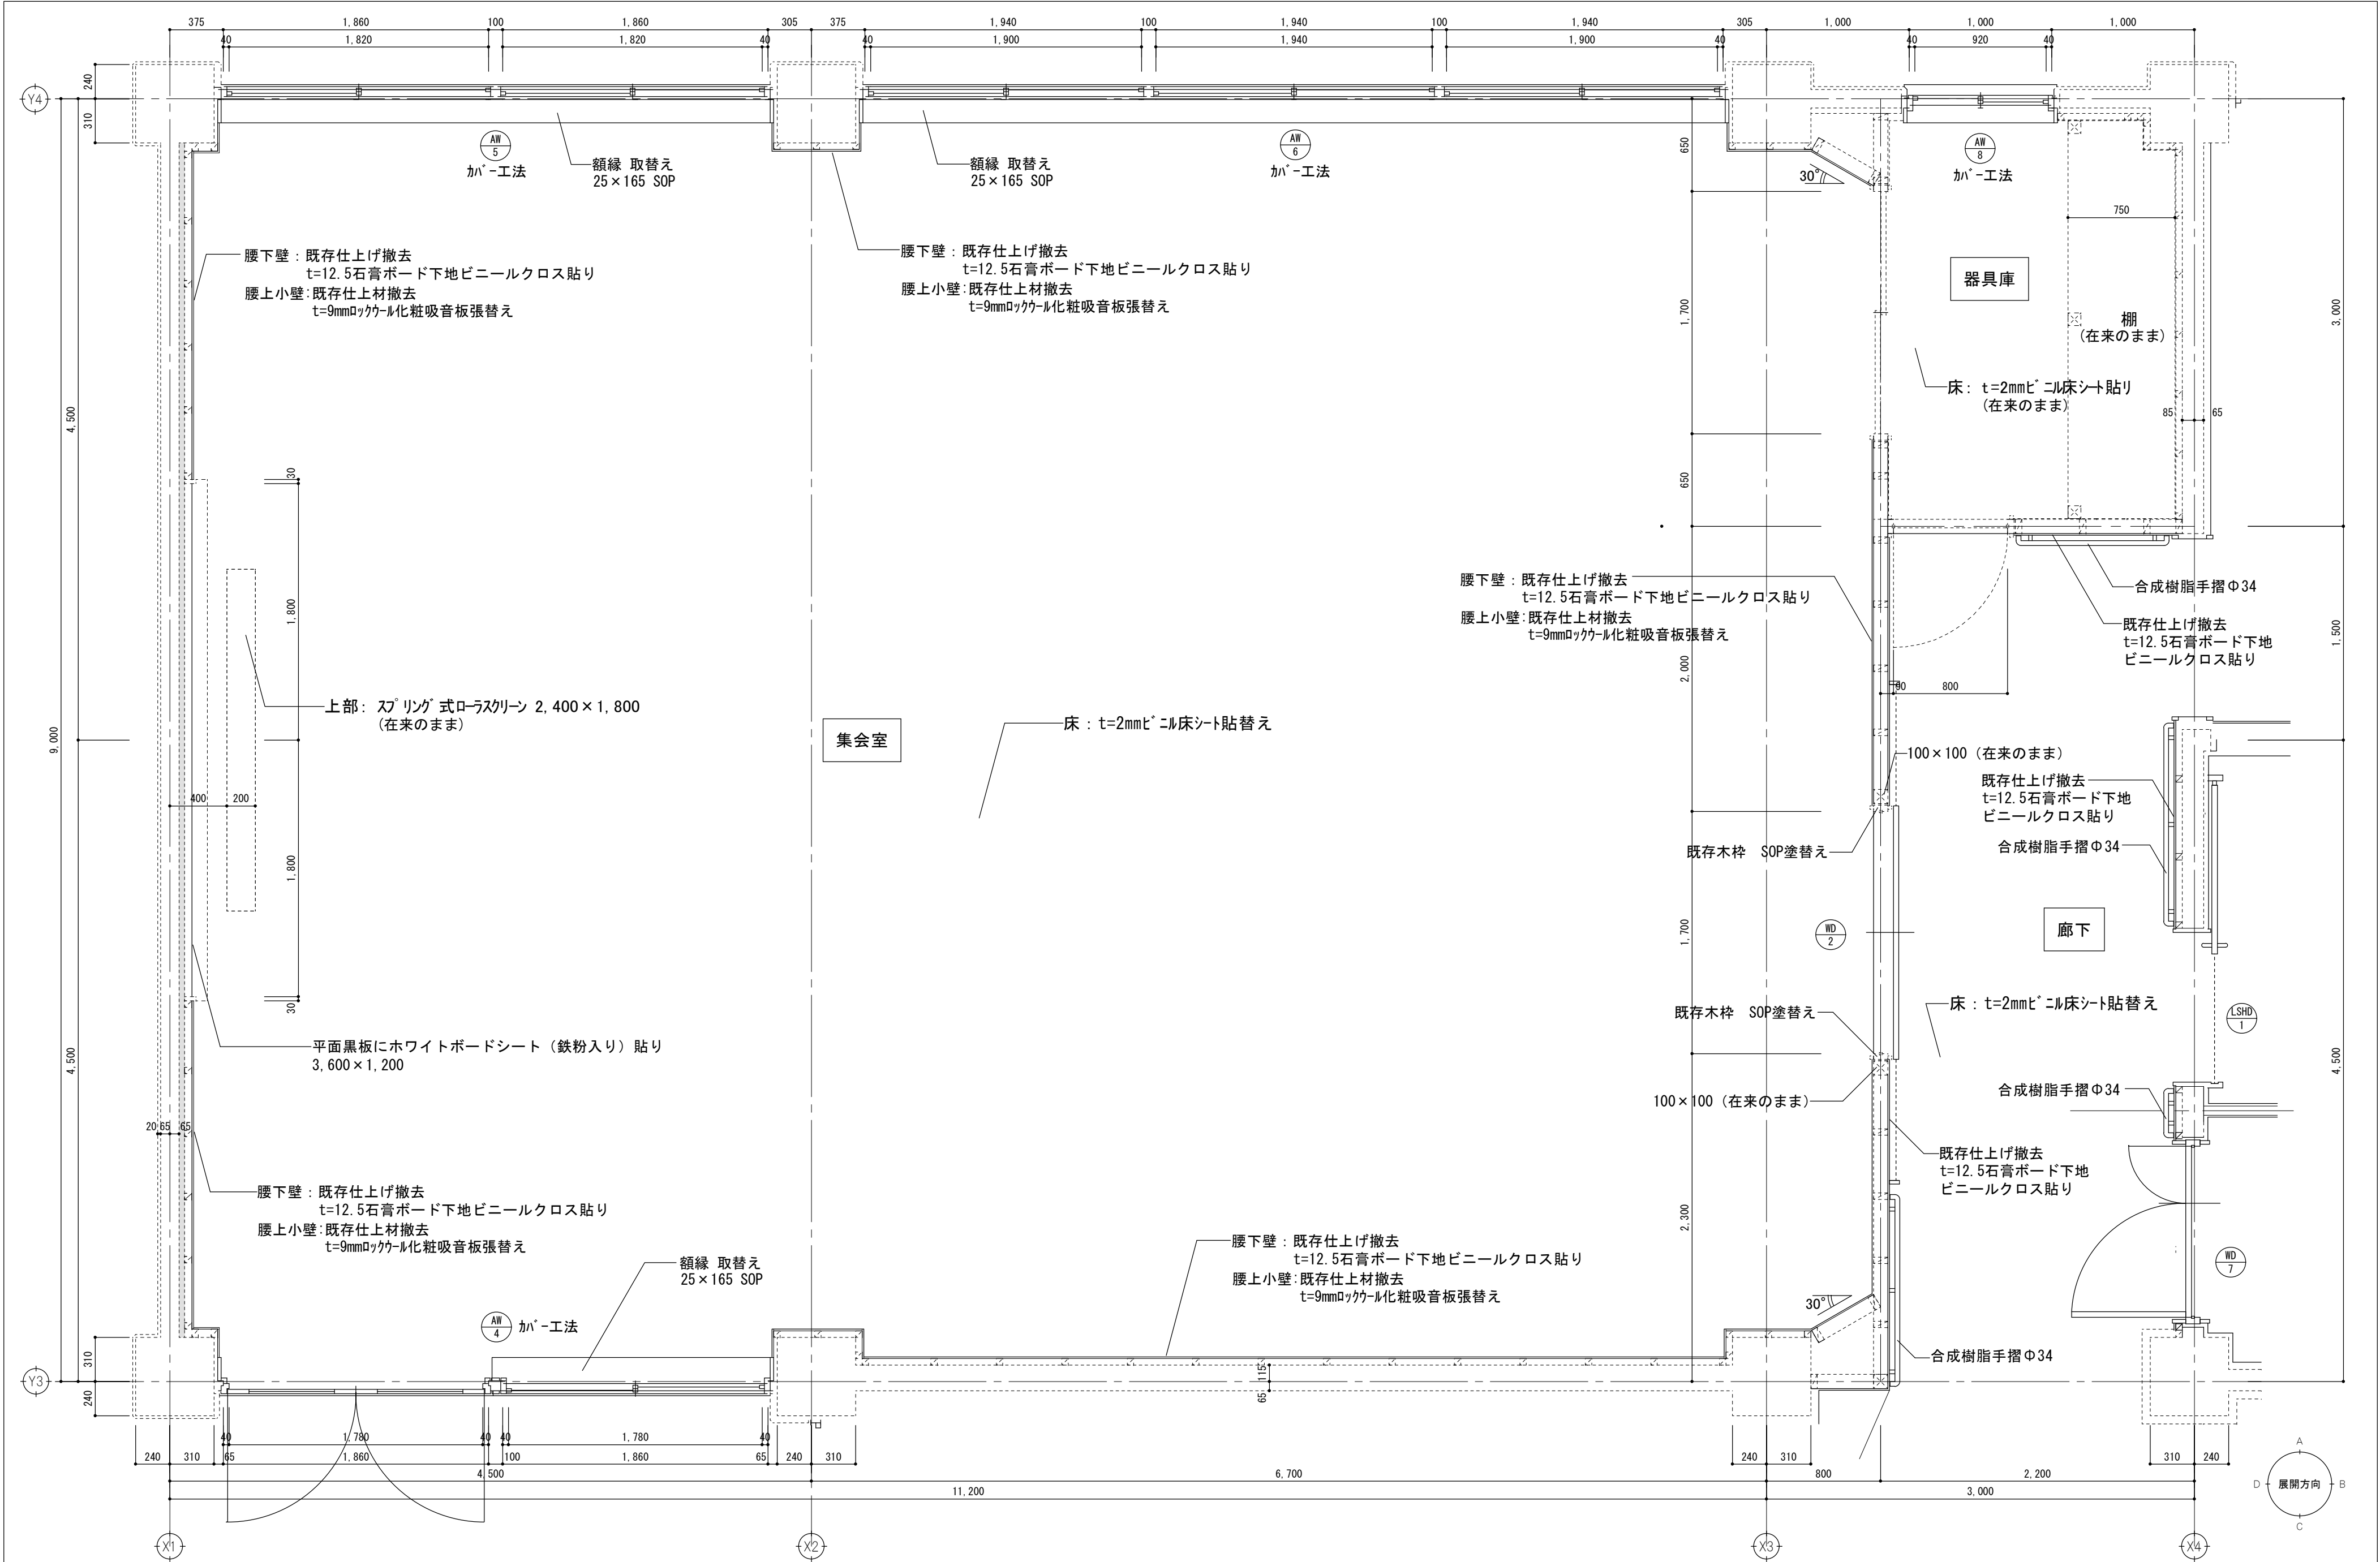 375 1,860 100 1,860 305 375 1,940 100 1,940 100 1,940 305 1,000 1,000 1,000
40 1,820 1,820 40 40 1,900 1,940 1,900 40 40 920 40
Y4
240
310
AW
5
ｶﾊﾞｰ工法
額縁 取替え
25×165 SOP
額縁 取替え
25×165 SOP
AW
6
ｶﾊﾞｰ工法
650
30°
AW
8
ｶﾊﾞｰ工法
750
腰下壁：既存仕上げ撤去
t=12.5石膏ボード下地ビニールクロス貼り
腰上小壁：既存仕上材撤去
t=9mmﾛｯｸｳｰﾙ化粧吸音板張替え
腰下壁：既存仕上げ撤去
t=12.5石膏ボード下地ビニールクロス貼り
腰上小壁：既存仕上材撤去
t=9mmﾛｯｸｳｰﾙ化粧吸音板張替え
1,700
器具庫
棚
(在来のまま)
3,000
床：t=2mmﾋﾞﾆﾙ床ｼｰﾄ貼り
(在来のまま)
85 65
4,500
30
650
腰下壁：既存仕上げ撤去
t=12.5石膏ボード下地ビニールクロス貼り
腰上小壁：既存仕上材撤去
t=9mmﾛｯｸｳｰﾙ化粧吸音板張替え
合成樹脂手摺Φ34
既存仕上げ撤去
t=12.5石膏ボード下地
ビニールクロス貼り
1,500
1,800
2,000
800
上部：ｽﾌﾟﾘﾝｸﾞ式ﾛｰﾗｽｸﾘｰﾝ 2,400×1,800
(在来のまま)
9,000
集会室
床：t=2mmﾋﾞﾆﾙ床ｼｰﾄ貼替え
100×100（在来のまま）
既存仕上げ撤去
t=12.5石膏ボード下地
ビニールクロス貼り
400 200
既存木枠　SOP塗替え
合成樹脂手摺Φ34
1,800
WD
2
1,700
廊下
30
既存木枠　SOP塗替え
床：t=2mmﾋﾞﾆﾙ床ｼｰﾄ貼替え
LSHD
1
平面黒板にホワイトボードシート（鉄粉入り）貼り
3,600×1,200
4,500
4,500
100×100（在来のまま）
合成樹脂手摺Φ34
20 65 65
既存仕上げ撤去
t=12.5石膏ボード下地
ビニールクロス貼り
腰下壁：既存仕上げ撤去
t=12.5石膏ボード下地ビニールクロス貼り
腰上小壁：既存仕上材撤去
t=9mmﾛｯｸｳｰﾙ化粧吸音板張替え
2,300
腰下壁：既存仕上げ撤去
t=12.5石膏ボード下地ビニールクロス貼り
腰上小壁：既存仕上材撤去
t=9mmﾛｯｸｳｰﾙ化粧吸音板張替え
額縁 取替え
25×165 SOP
WD
7
AW
4
ｶﾊﾞｰ工法
30°
合成樹脂手摺Φ34
Y3
310
240
115
65
40 1,780 40 40 1,780 40
240 310 65 1,860 100 1,860 65 240 310 240 310 310 240
4,500 6,700 800 2,200
11,200 3,000
A
D 展開方向 B
C
X1 X2 X3 X4